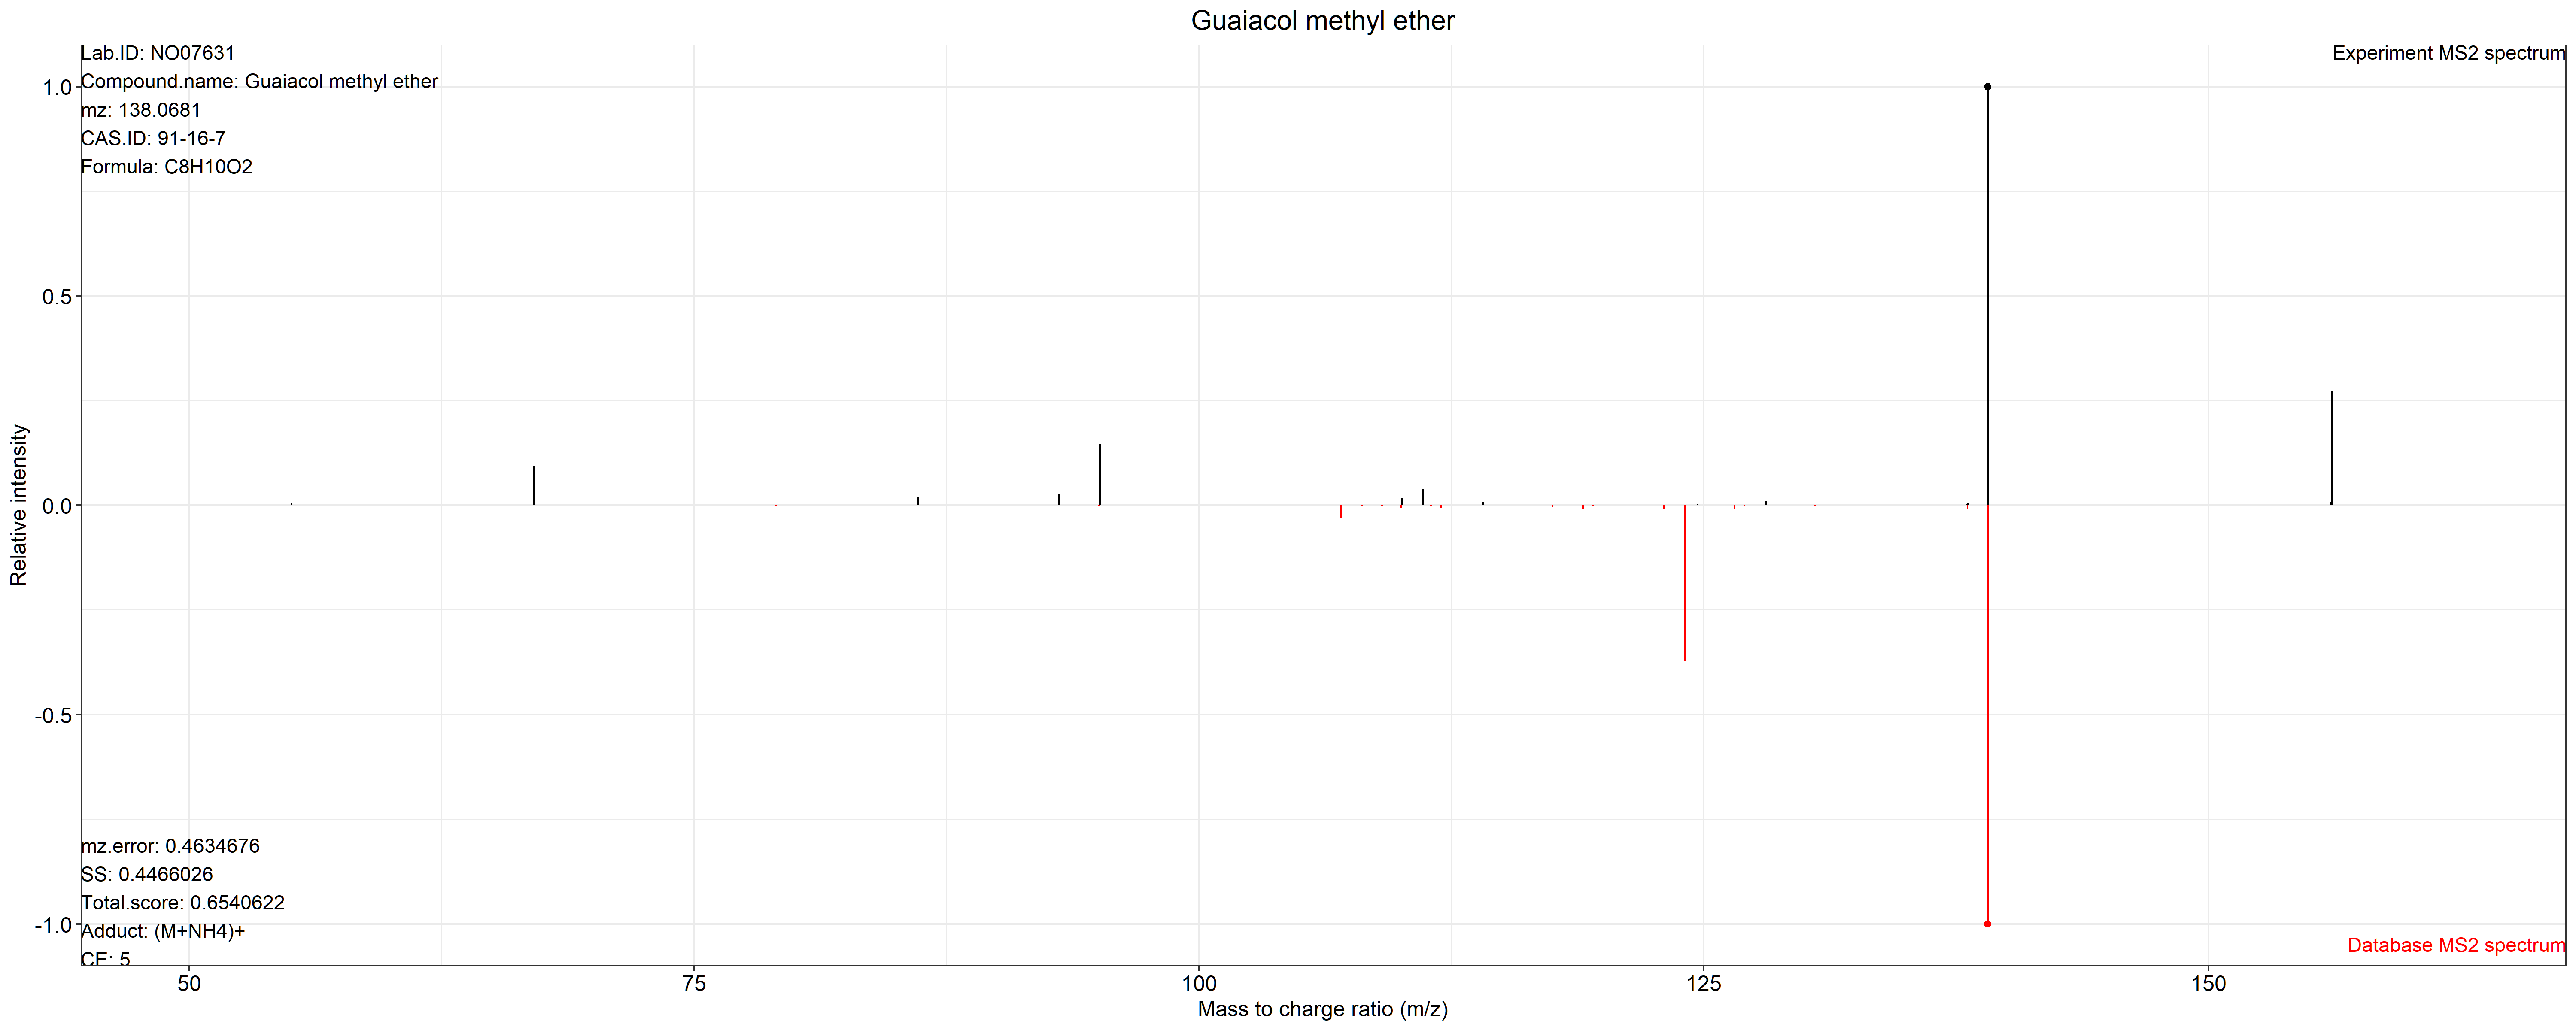 Guaiacol methyl ether
Lab.ID: NO07631
Experiment MS2 spectrum
Compound.name: Guaiacol methyl ether
mz: 138.0681
CAS.ID: 91-16-7
Formula: C8H10O2
1.0
0.5
0.0
-0.5
-1.0
Relative intensity
mz.error: 0.4634676
SS: 0.4466026
Total.score: 0.6540622
Adduct: (M+NH4)+
CE: 5
Database MS2 spectrum
50 75 100 125 150
Mass to charge ratio (m/z)